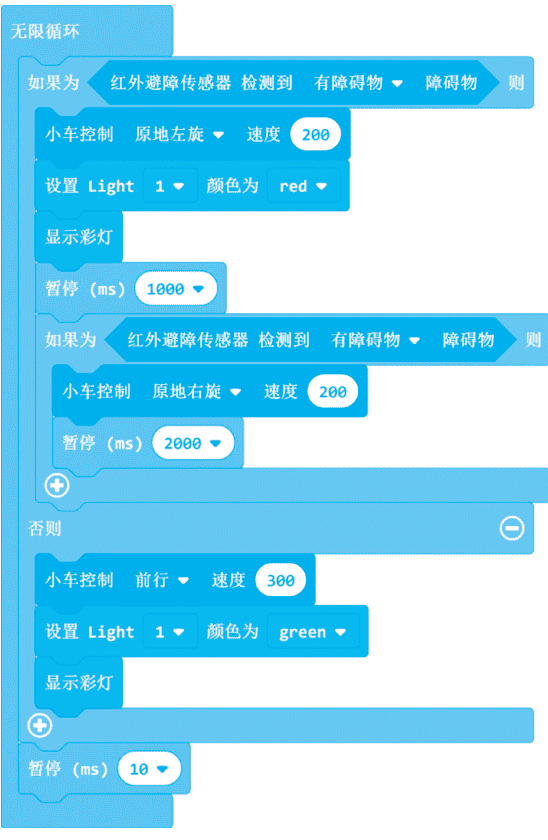 无限循环
如果为 红外避障传感器 检测到 有障碍物 障碍物 则
小车控制 原地左旋 速度 200
设置 Light 1 颜色为 red
显示彩灯
暂停 (ms) 1000
如果为 红外避障传感器 检测到 有障碍物 障碍物 则
小车控制 原地右旋 速度 200
暂停 (ms) 2000
否则
小车控制 前行 速度 300
设置 Light 1 颜色为 green
显示彩灯
暂停 (ms) 10